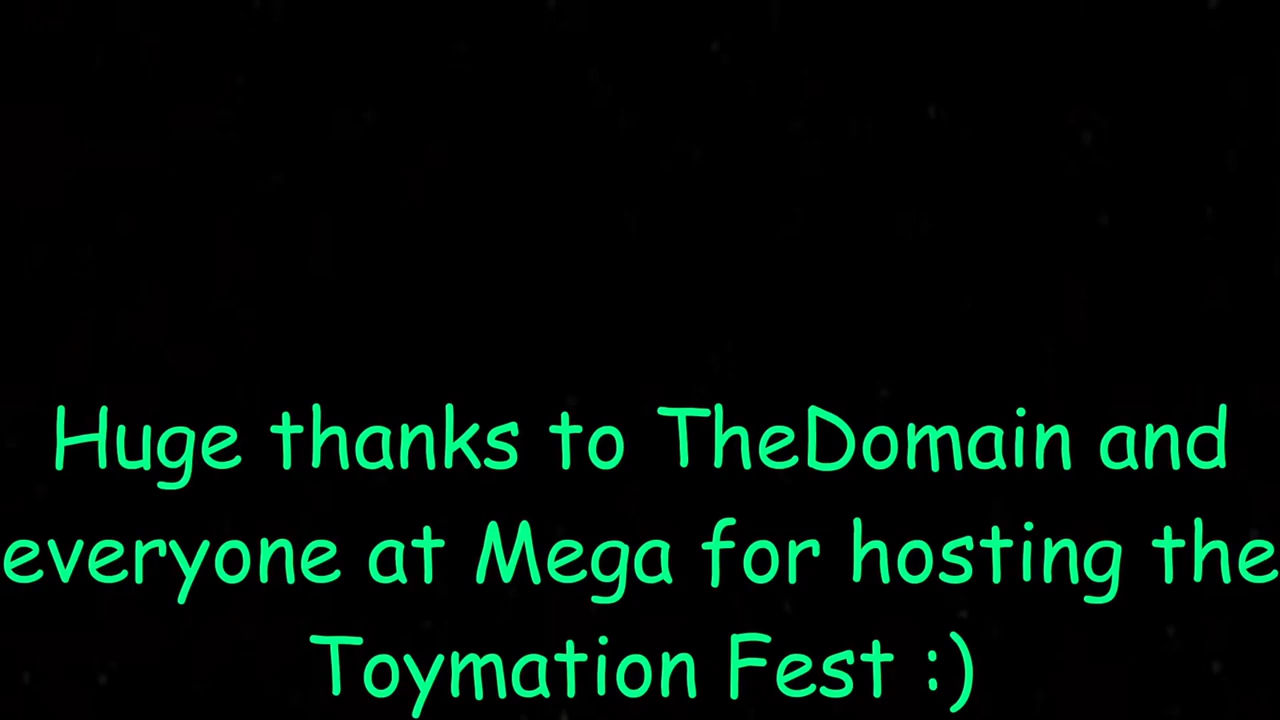 Huge thanks to TheDomain and
everyone at Mega for hosting the
Toymation Fest :)